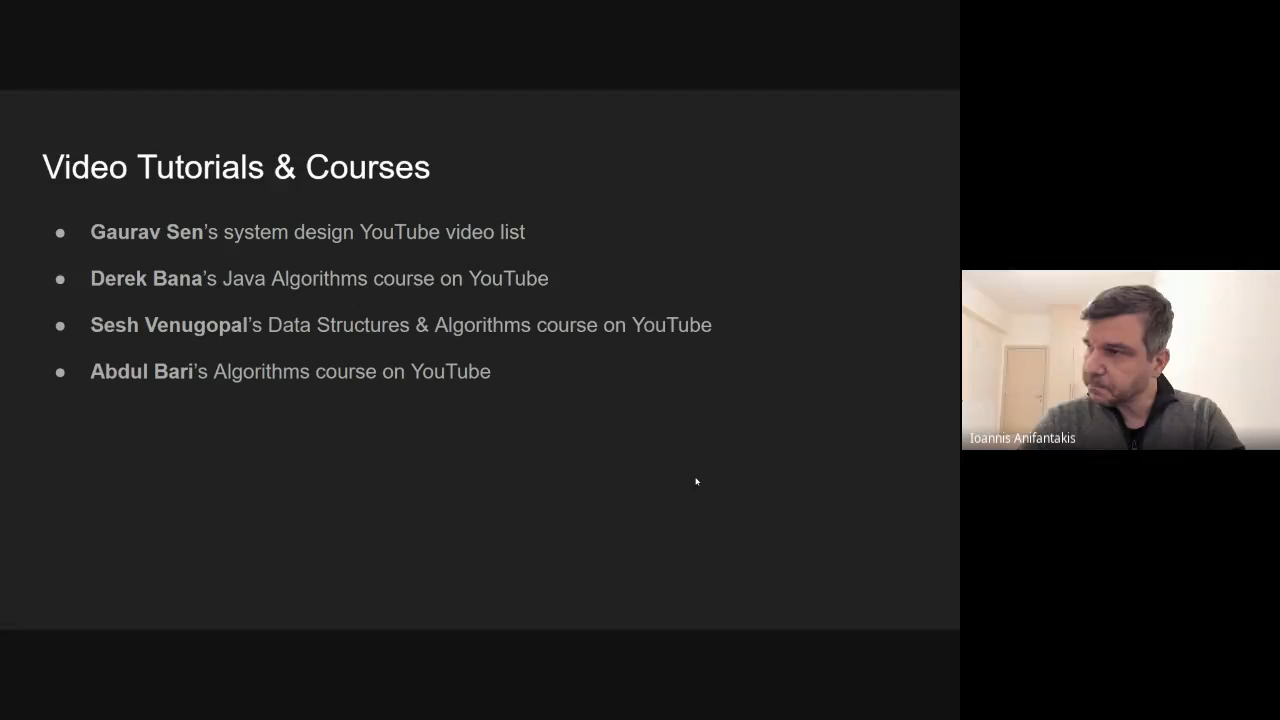 Video Tutorials & Courses
● Gaurav Sen's system design YouTube video list
● Derek Bana's Java Algorithms course on YouTube
● Sesh Venugopal's Data Structures & Algorithms course on YouTube
● Abdul Bari's Algorithms course on YouTube
Ioannis Anifantakis